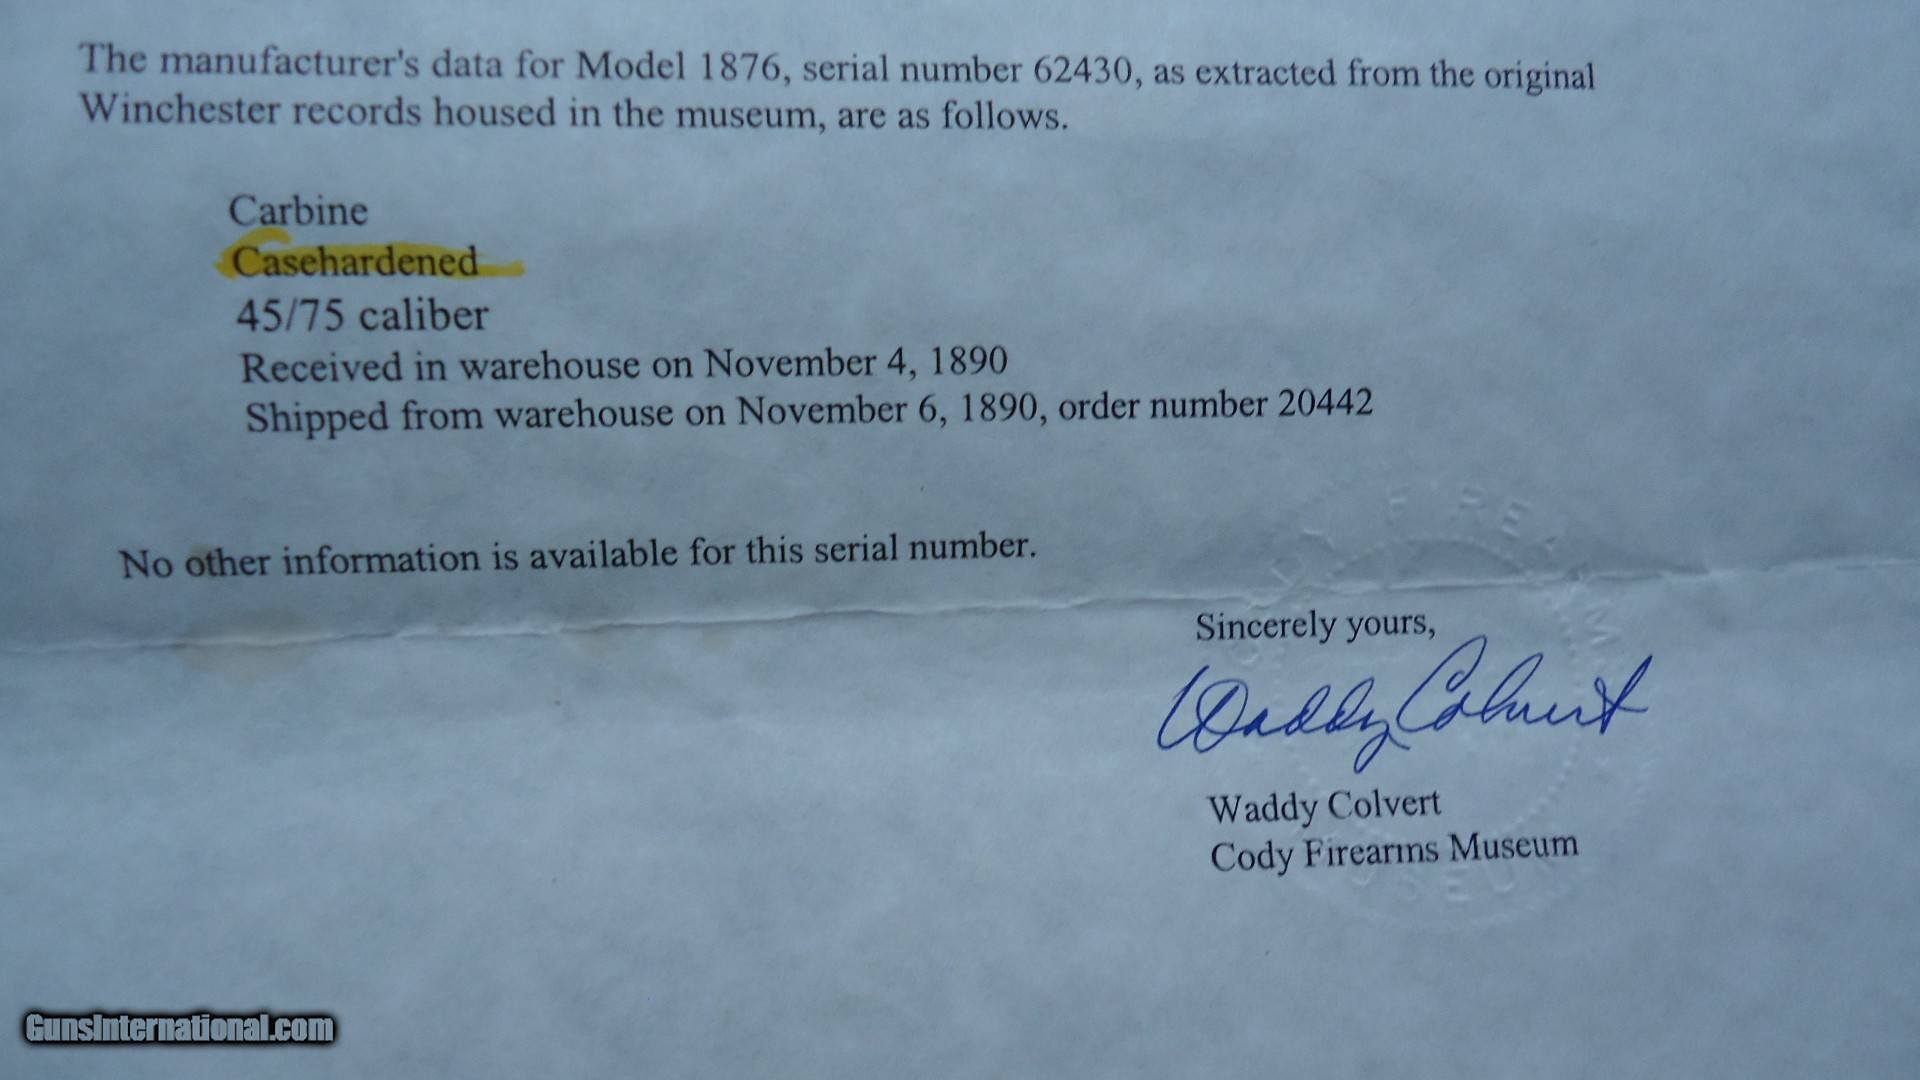 The manufacturer's data for Model 1876, serial number 62430, as extracted from the original
Winchester records housed in the museum, are as follows.
Carbine
Casehardened
45/75 caliber
Received in warehouse on November 4, 1890
Shipped from warehouse on November 6, 1890, order number 20442
No other information is available for this serial number.
Sincerely yours,
Waddy Colvert
Waddy Colvert
Cody Firearms Museum
GunsInternational.com